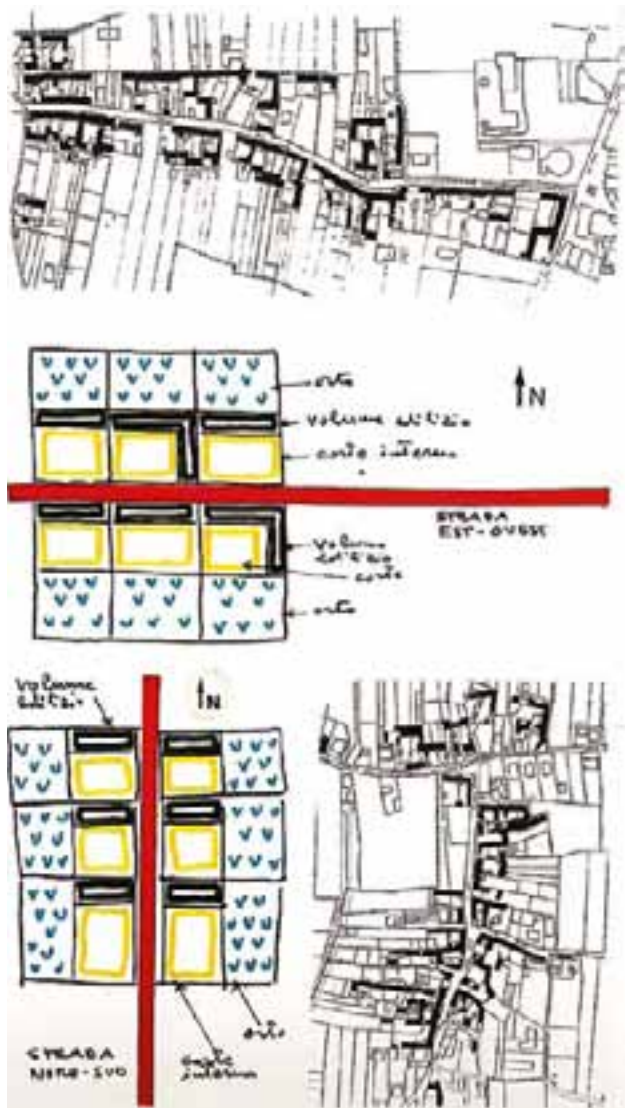 orto
N
volume edilizio
corte interna
STRADA
EST-OVEST
volume
edilizio
corte
orto
volume
edilizio
N
orto
corte
interna
STRADA
NORD-SUD